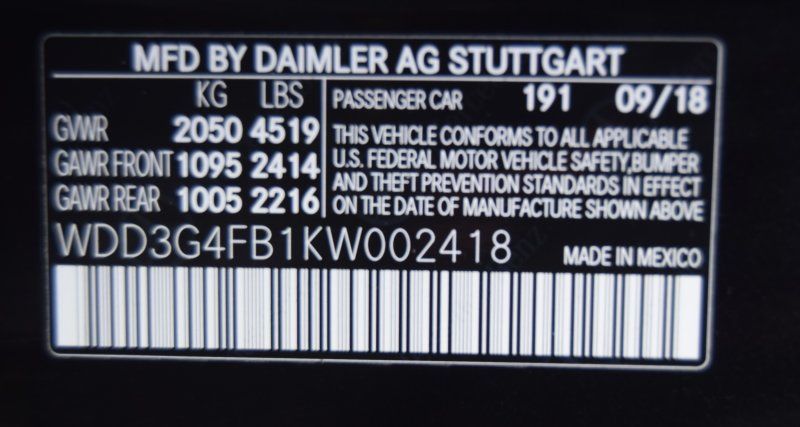 MFD BY DAIMLER AG STUTTGART
KG LBS
GVWR 2050 4519
GAWR FRONT 1095 2414
GAWR REAR 1005 2216
PASSENGER CAR 191 09/18
THIS VEHICLE CONFORMS TO ALL APPLICABLE
U.S. FEDERAL MOTOR VEHICLE SAFETY,BUMPER
AND THEFT PREVENTION STANDARDS IN EFFECT
ON THE DATE OF MANUFACTURE SHOWN ABOVE
WDD3G4FB1KW002418
MADE IN MEXICO